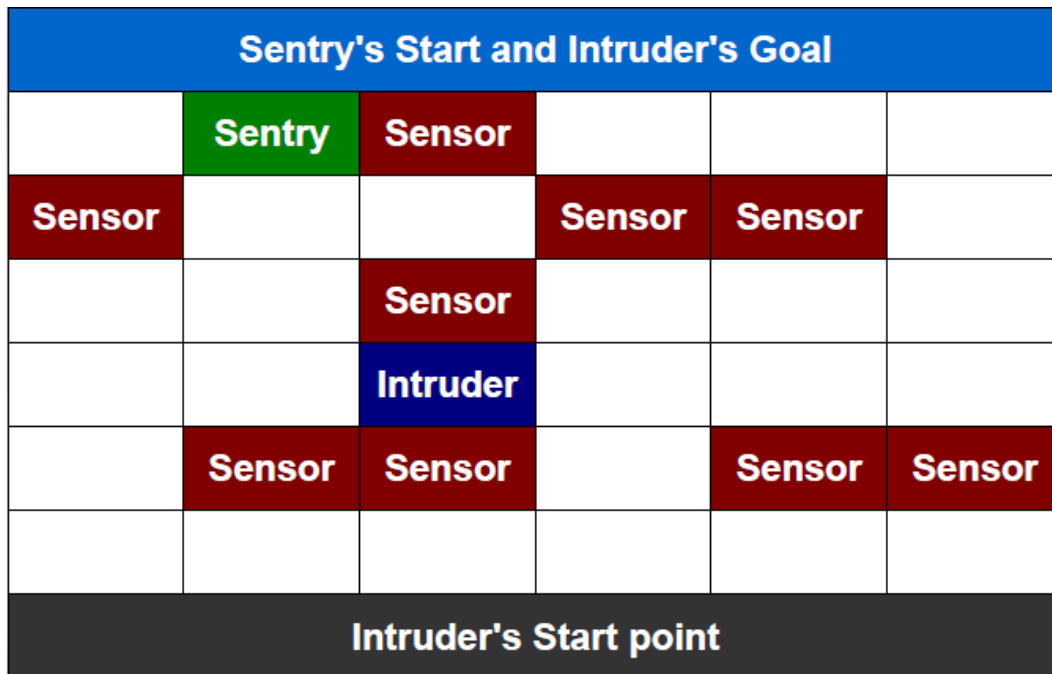 Sentry's Start and Intruder's Goal
Sentry Sensor
Sensor Sensor Sensor
Sensor
Intruder
Sensor Sensor Sensor Sensor
Intruder's Start point